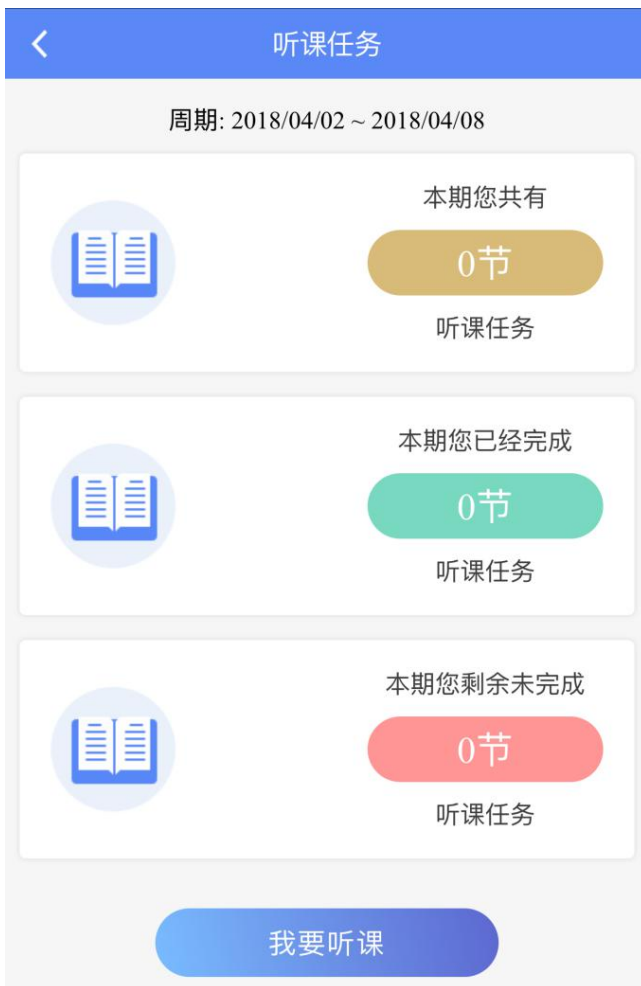 听课任务
周期: 2018/04/02 ~ 2018/04/08
本期您共有
0节
听课任务
本期您已经完成
0节
听课任务
本期您剩余未完成
0节
听课任务
我要听课